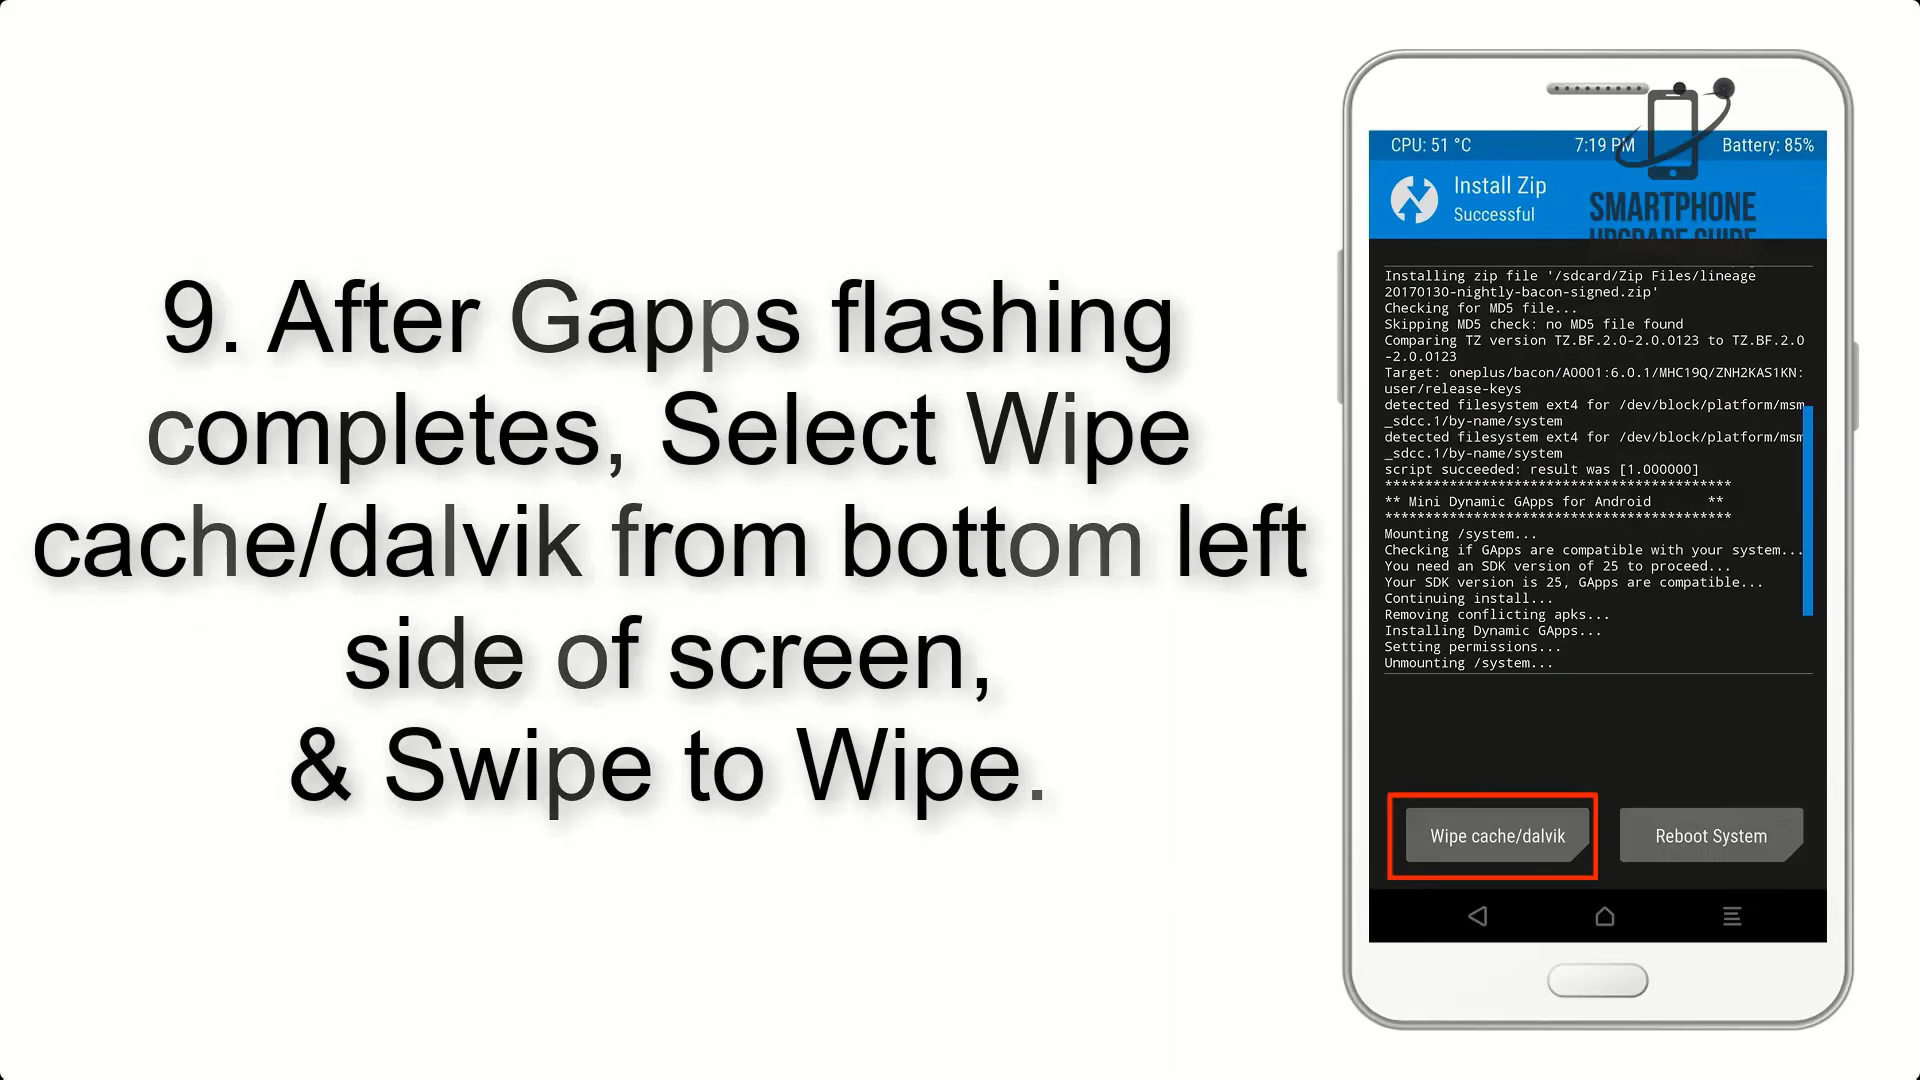 9. After Gapps flashing
completes, Select Wipe
cache/dalvik from bottom left
side of screen,
& Swipe to Wipe.
CPU: 51 °C 7:19 PM Battery: 85%
Install Zip
Successful
SMARTPHONE
UPGRADE GUIDE
Installing zip file '/sdcard/Zip Files/lineage
20170130-nightly-bacon-signed.zip'
Checking for MD5 file...
Skipping MD5 check: no MD5 file found
Comparing TZ version TZ.BF.2.0-2.0.0123 to TZ.BF.2.0
-2.0.0123
Target: oneplus/bacon/A0001:6.0.1/MHC19Q/ZNH2KAS1KN:
user/release-keys
detected filesystem ext4 for /dev/block/platform/msm
_sdcc.1/by-name/system
detected filesystem ext4 for /dev/block/platform/msm
_sdcc.1/by-name/system
script succeeded: result was [1.000000]
******************************************
** Mini Dynamic GApps for Android **
******************************************
Mounting /system...
Checking if GApps are compatible with your system...
You need an SDK version of 25 to proceed...
Your SDK version is 25, GApps are compatible...
Continuing install...
Removing conflicting apks...
Installing Dynamic GApps...
Setting permissions...
Unmounting /system...
Wipe cache/dalvik Reboot System